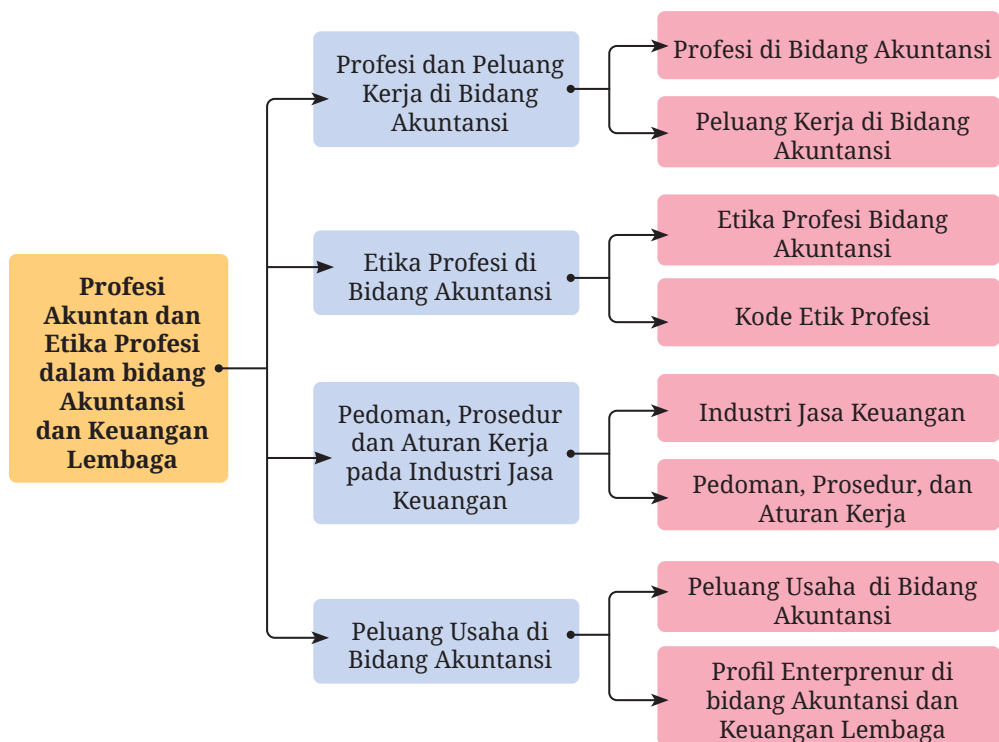 Profesi
Akuntan dan
Etika Profesi
dalam bidang
Akuntansi
dan Keuangan
Lembaga
Profesi dan Peluang
Kerja di Bidang
Akuntansi
Profesi di Bidang Akuntansi
Peluang Kerja di Bidang
Akuntansi
Etika Profesi di
Bidang Akuntansi
Etika Profesi Bidang
Akuntansi
Kode Etik Profesi
Pedoman, Prosedur
dan Aturan Kerja
pada Industri Jasa
Keuangan
Industri Jasa Keuangan
Pedoman, Prosedur, dan
Aturan Kerja
Peluang Usaha di
Bidang Akuntansi
Peluang Usaha  di Bidang
Akuntansi
Profil Enterprenur di
bidang Akuntansi dan
Keuangan Lembaga